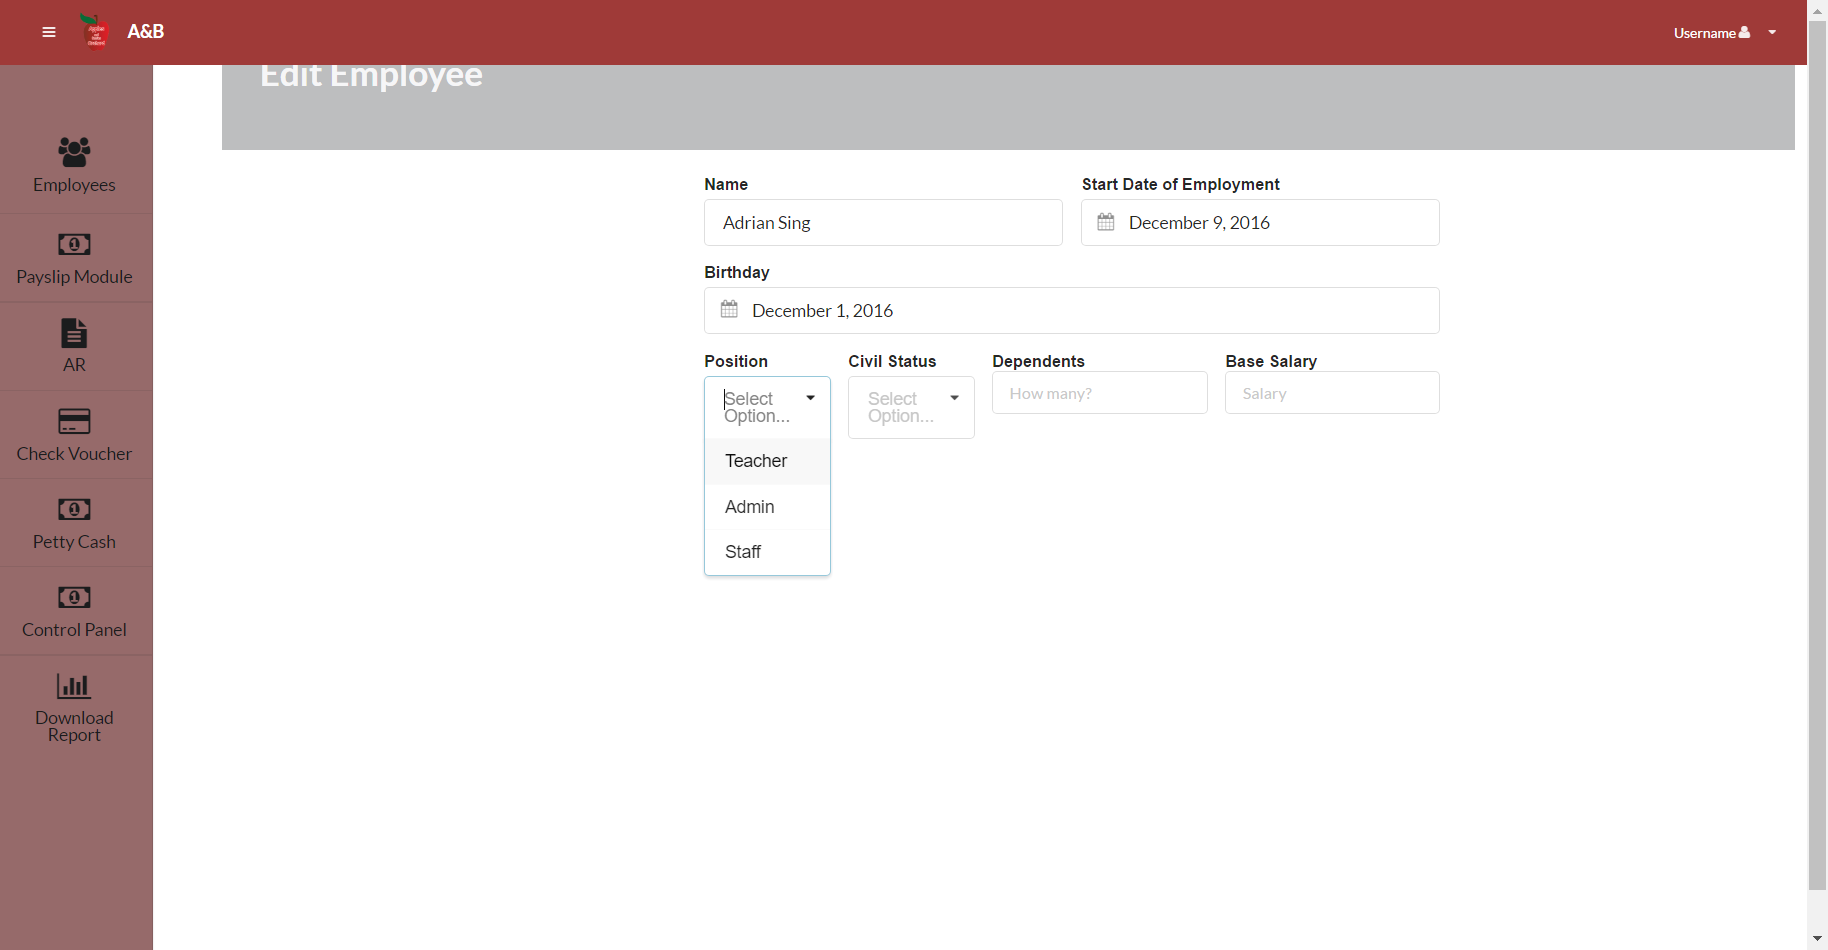 A&B
Username
Edit Employee
Employees
Payslip Module
AR
Check Voucher
Petty Cash
Control Panel
Download
Report
Name
Start Date of Employment
Adrian Sing
December 9, 2016
Birthday
December 1, 2016
Position
Civil Status
Dependents
Base Salary
Select
Option...
Select
Option...
How many?
Salary
Teacher
Admin
Staff